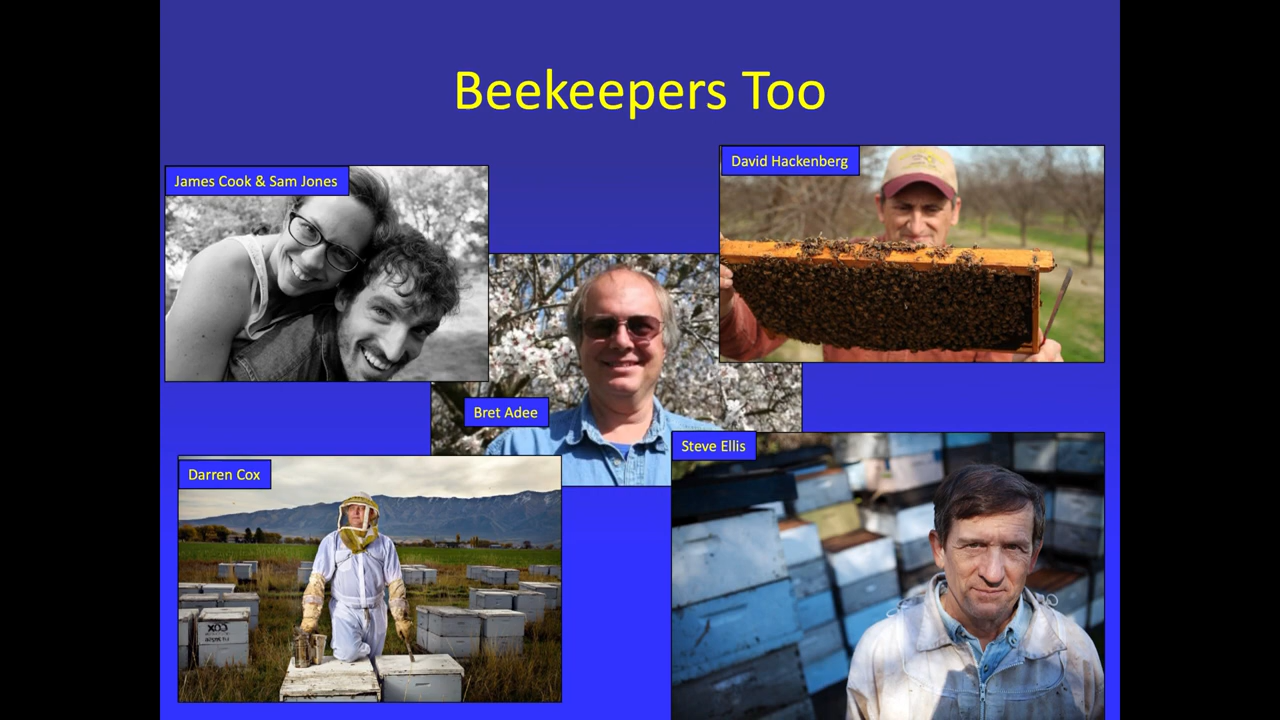 Beekeepers Too
James Cook & Sam Jones
David Hackenberg
Bret Adee
Steve Ellis
Darren Cox